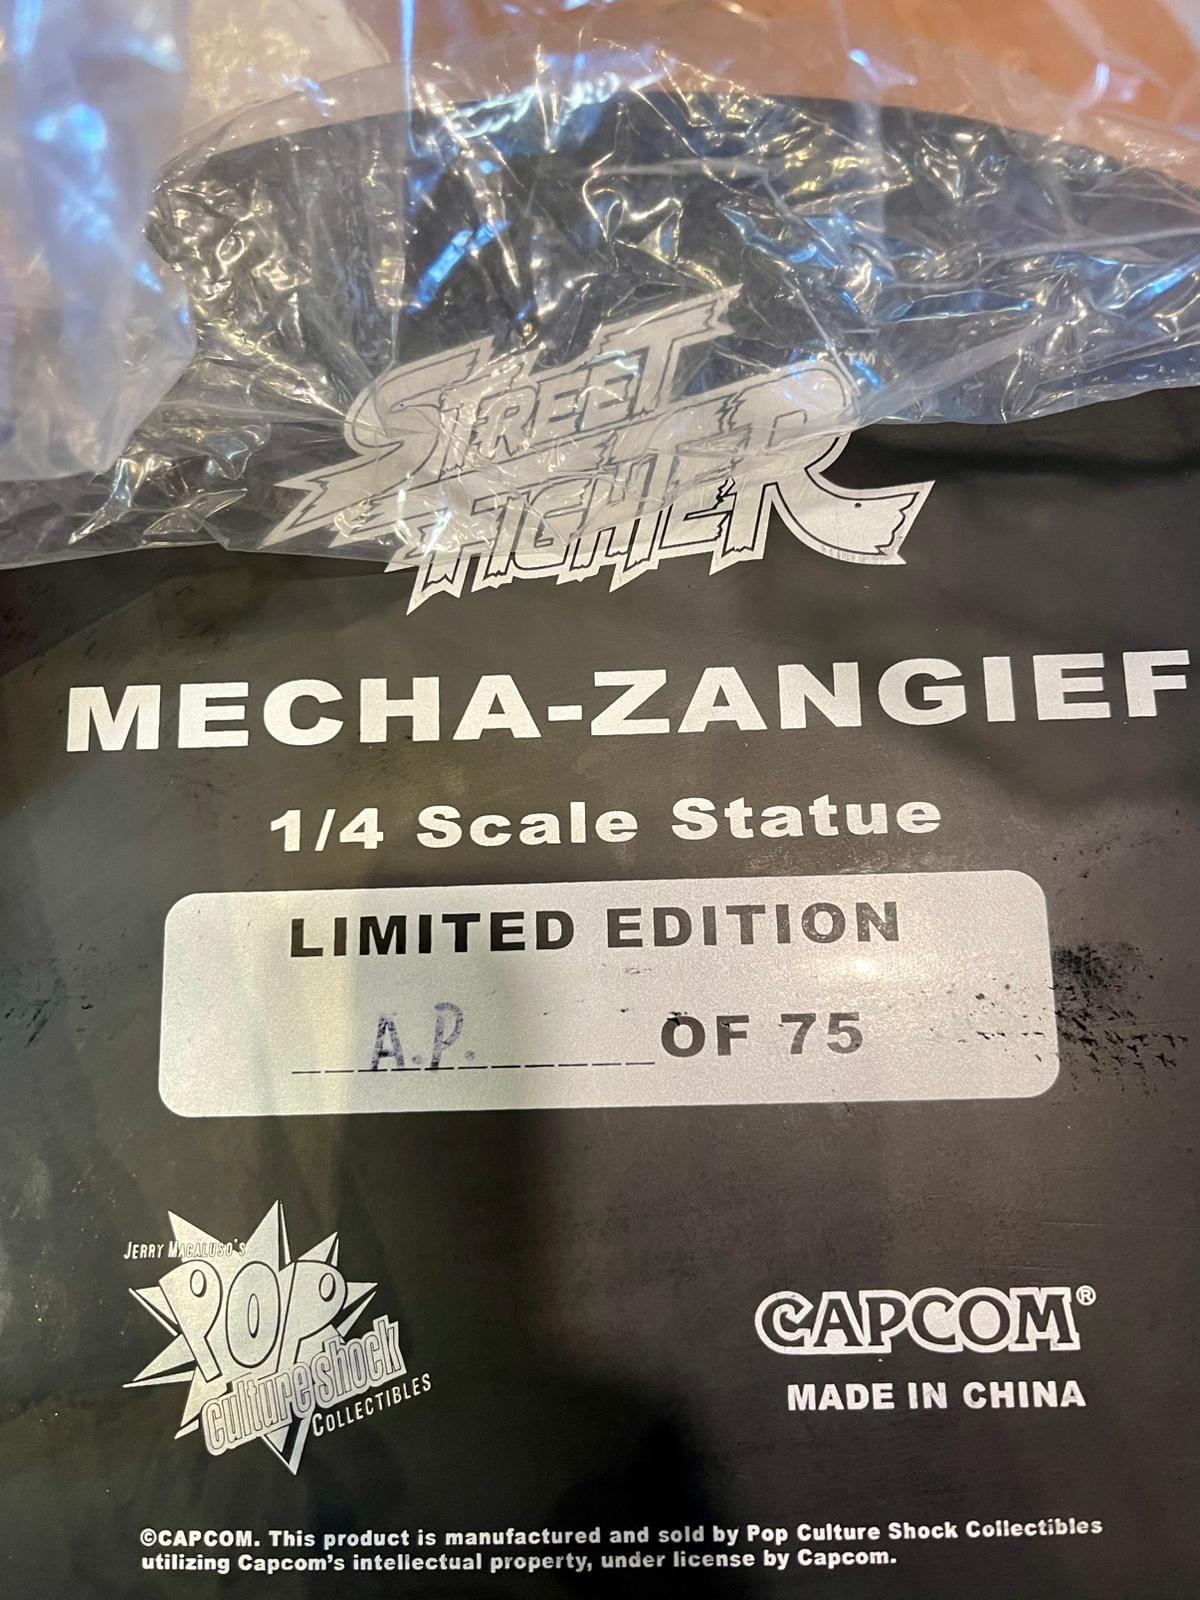 STREET
FIGHTER™
MECHA-ZANGIEF
1/4 Scale Statue
LIMITED EDITION
A.P. OF 75
JERRY MACALUSO'S
POP
culture shock
COLLECTIBLES
CAPCOM®
MADE IN CHINA
©CAPCOM. This product is manufactured and sold by Pop Culture Shock Collectibles
utilizing Capcom's intellectual property, under license by Capcom.